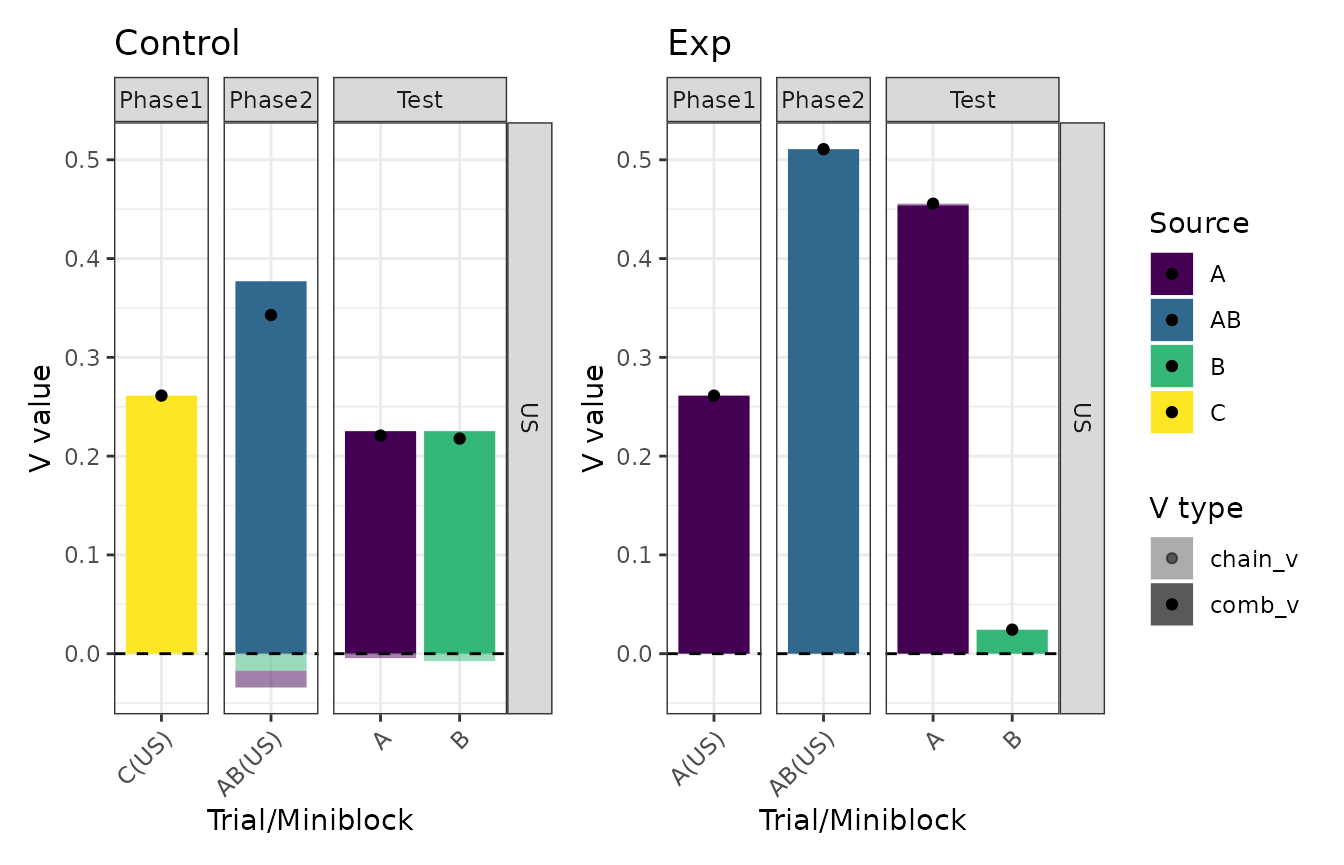 Control
Phase1 Phase2 Test
V value
0.5
0.4
0.3
0.2
0.1
0.0
US
C(US) AB(US) A B
Trial/Miniblock
Exp
Phase1 Phase2 Test
V value
0.5
0.4
0.3
0.2
0.1
0.0
US
A(US) AB(US) A B
Trial/Miniblock
Source
A
AB
B
C
V type
chain_v
comb_v